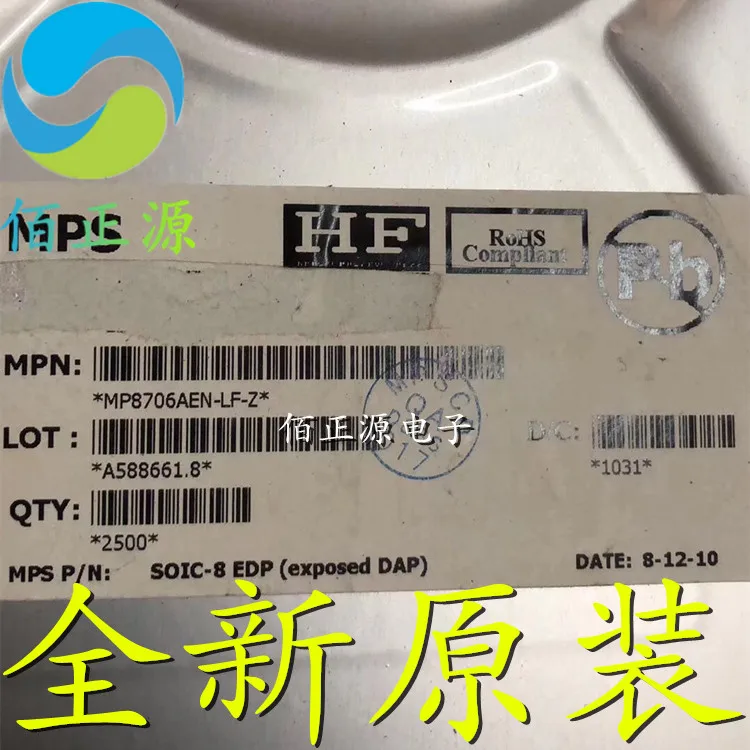 MPS
佰正源
HF
RoHS
Compliant
Pb
MPN:
*MP8706AEN-LF-Z*
佰正源电子
LOT :
*A588661.8*
D/C:
*1031*
QTY:
*2500*
MPS P/N: SOIC-8 EDP (exposed DAP) DATE: 8-12-10
全新原装